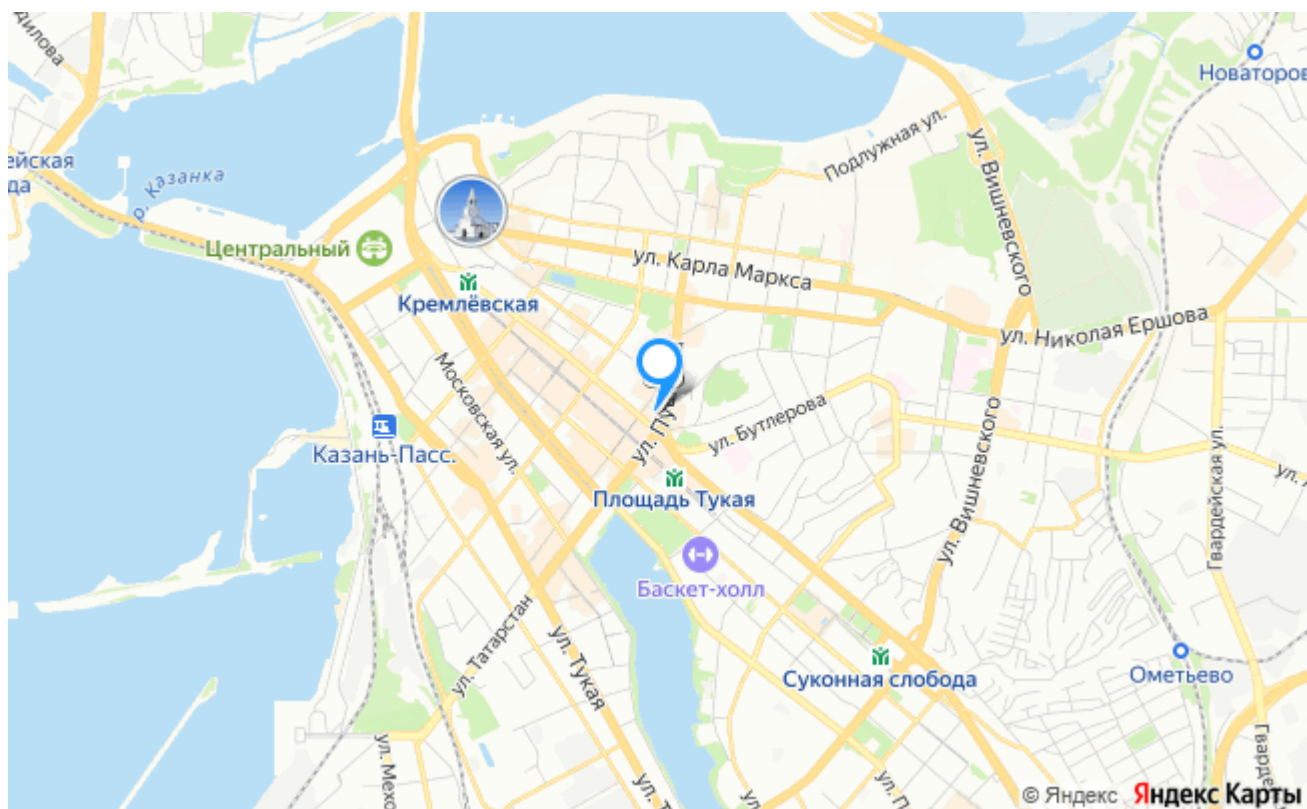 Новаторов
Подлужная ул.
ул. Вишневского
р. Казанка
Центральный
ул. Карла Маркса
Кремлёвская
ул. Николая Ершова
Московская ул.
ул. Бутлерова
Казань-Пасс.
Площадь Тукая
ул. Вишневского
Гвардейская ул.
Баскет-холл
ул. Татарстан
ул. Тукая
Суконная слобода
Ометьево
© Яндекс Яндекс Карты